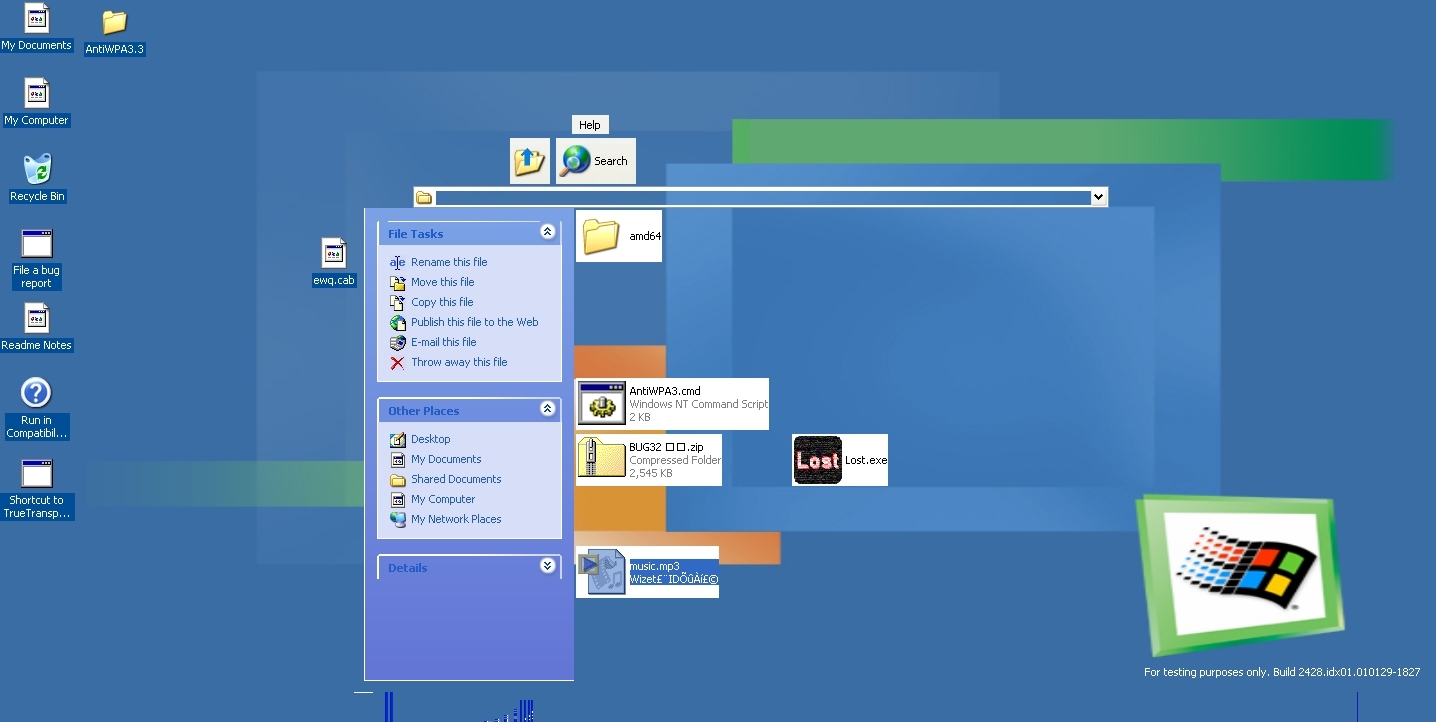 My Documents
AntiWPA3.3
My Computer
Recycle Bin
File a bug
report
Readme Notes
Run in
Compatibil...
Shortcut to
TrueTransp...
ewq.cab
Help
Search
File Tasks
Rename this file
Move this file
Copy this file
Publish this file to the Web
E-mail this file
Throw away this file
Other Places
Desktop
My Documents
Shared Documents
My Computer
My Network Places
Details
amd64
AntiWPA3.cmd
Windows NT Command Script
2 KB
BUG32 □□.zip
Compressed Folder
2,545 KB
Lost
Lost.exe
music.mp3
Wizet£¨IDÕûÀí£©
For testing purposes only. Build 2428.idx01.010129-1827